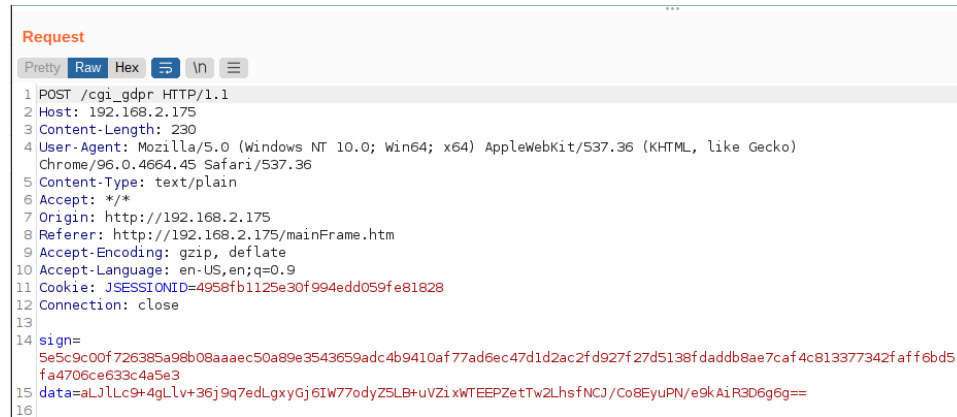 Request
Pretty Raw Hex \n
1 POST /cgi_gdpr HTTP/1.1
2 Host: 192.168.2.175
3 Content-Length: 230
4 User-Agent: Mozilla/5.0 (Windows NT 10.0; Win64; x64) AppleWebKit/537.36 (KHTML, like Gecko)
Chrome/96.0.4664.45 Safari/537.36
5 Content-Type: text/plain
6 Accept: */*
7 Origin: http://192.168.2.175
8 Referer: http://192.168.2.175/mainFrame.htm
9 Accept-Encoding: gzip, deflate
10 Accept-Language: en-US,en;q=0.9
11 Cookie: JSESSIONID=4958fb1125e30f994edd059fe81828
12 Connection: close
13
14 sign=
5e5c9c00f726385a98b08aaaec50a89e3543659adc4b9410af77ad6ec47d1d2ac2fd927f27d5138fdaddb8ae7caf4c813377342faff6bd5
fa4706ce633c4a5e3
15 data=aLJlLc9+4gLlv+36j9q7edLgxyGj6IW77odyZ5LB+uVZixWTEEPZetTw2LhsfNCJ/Co8EyuPN/e9kAiR3D6g6g==
16